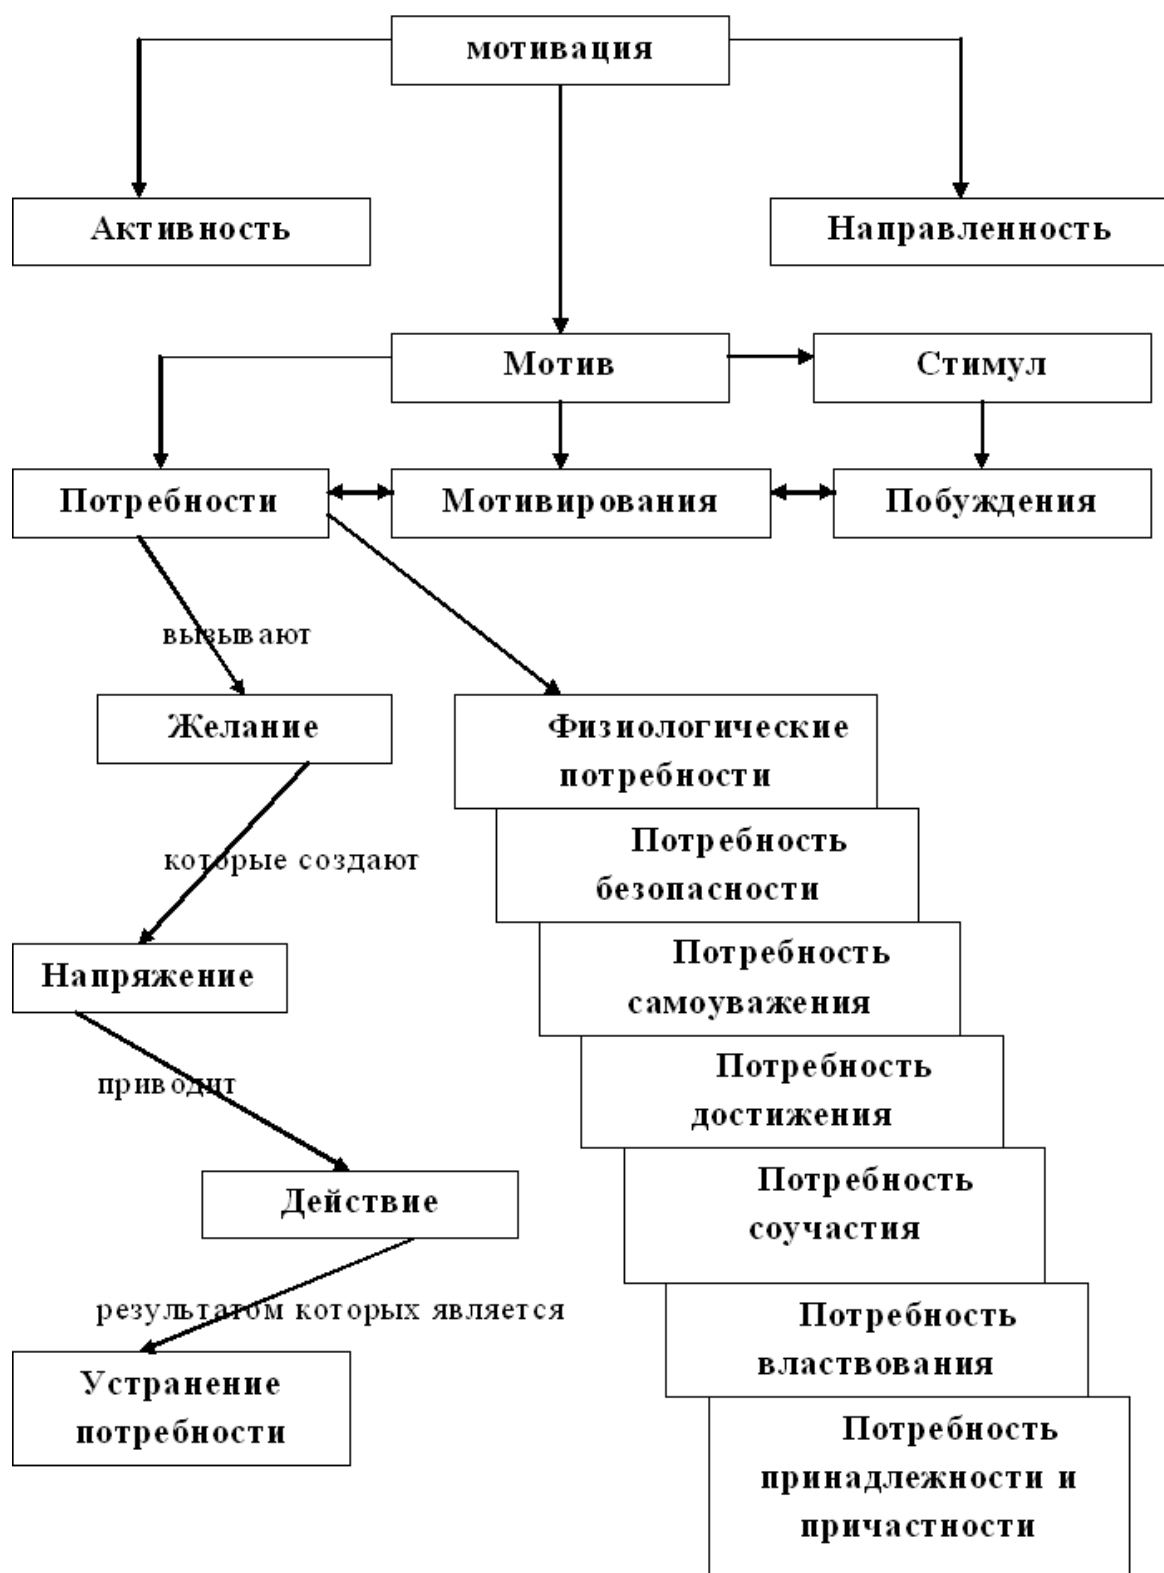 мотивация
Активность
Направленность
Мотив
Стимул
Потребности
Мотивирования
Побуждения
вызывают
Желание
Физиологические
потребности
которые создают
Потребность
безопасности
Напряжение
Потребность
самоуважения
приводит
Потребность
достижения
Действие
Потребность
соучастия
результатом которых является
Потребность
властвования
Устранение
потребности
Потребность
принадлежности и
причастности